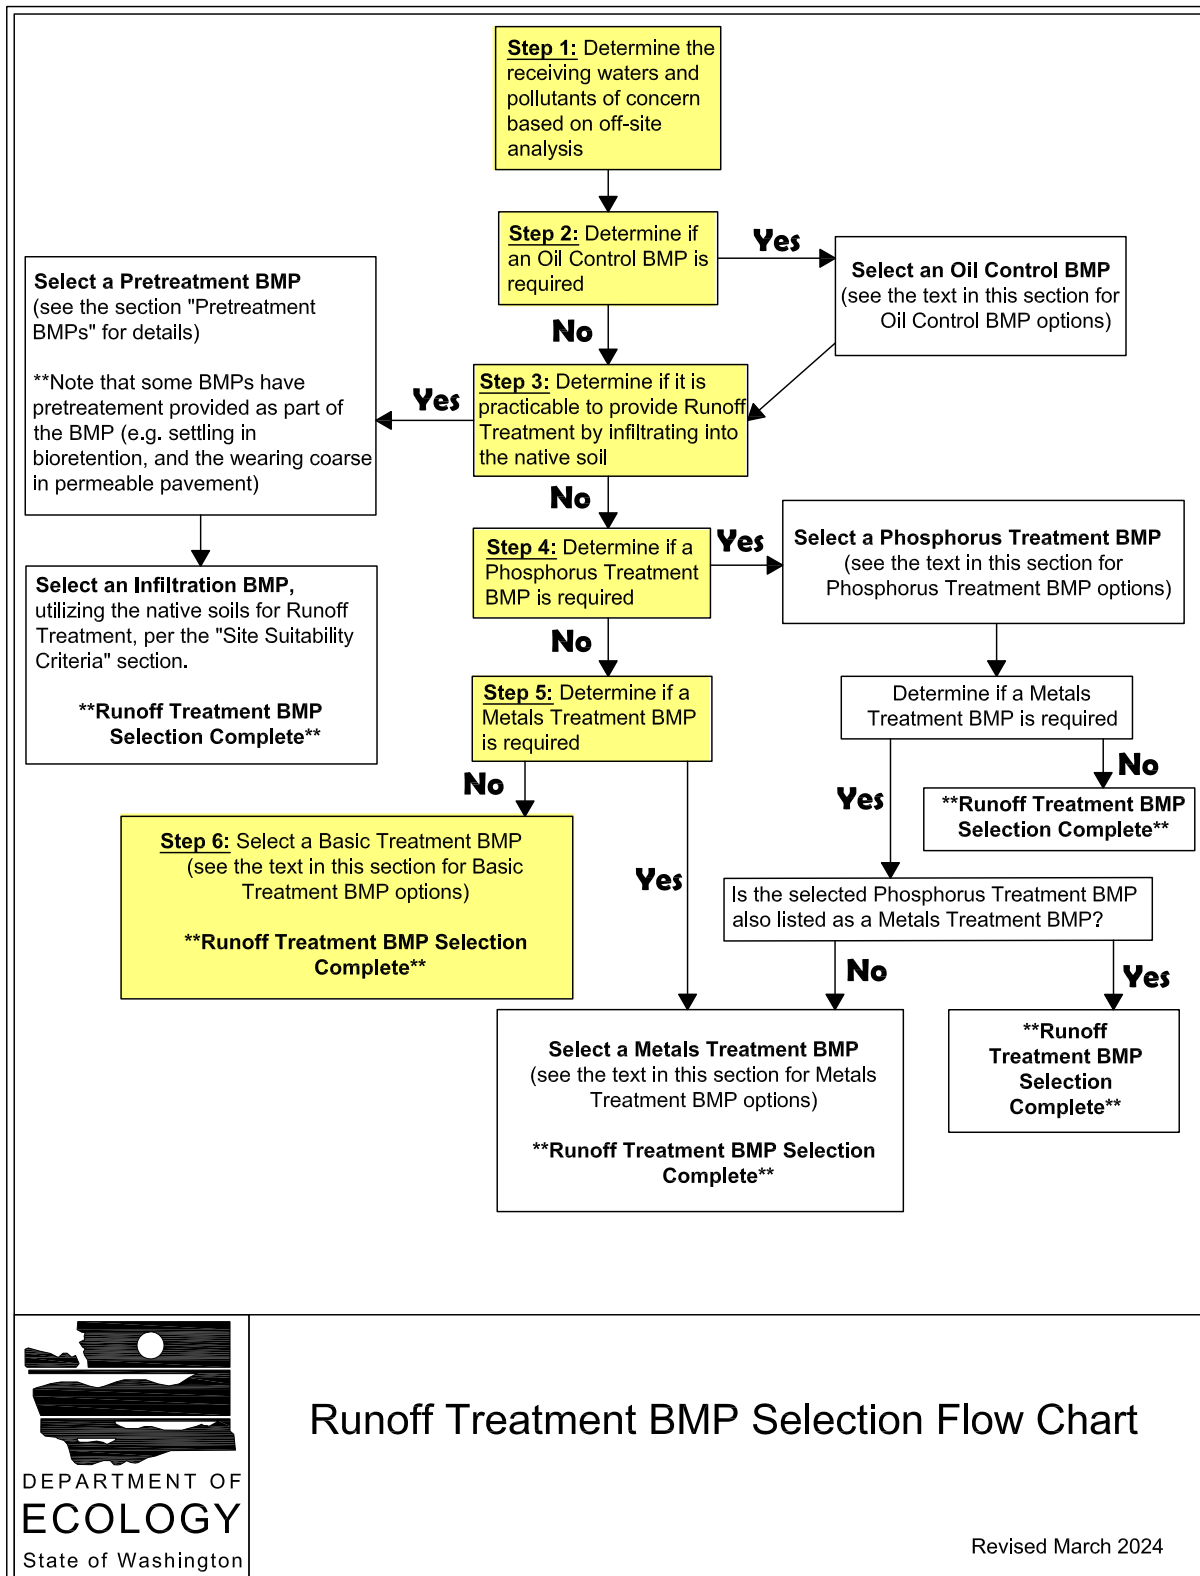 Step 1: Determine the
receiving waters and
pollutants of concern
based on off-site
analysis
Step 2: Determine if
an Oil Control BMP is
required
Yes
Select an Oil Control BMP
(see the text in this section for
Oil Control BMP options)
No
Step 3: Determine if it is
practicable to provide Runoff
Treatment by infiltrating into
the native soil
Yes
Select a Pretreatment BMP
(see the section "Pretreatment
BMPs" for details)
**Note that some BMPs have
pretreatement provided as part of
the BMP (e.g. settling in
bioretention, and the wearing coarse
in permeable pavement)
Select an Infiltration BMP,
utilizing the native soils for Runoff
Treatment, per the "Site Suitability
Criteria" section.
**Runoff Treatment BMP
Selection Complete**
No
Step 4: Determine if a
Phosphorus Treatment
BMP is required
Yes
Select a Phosphorus Treatment BMP
(see the text in this section for
Phosphorus Treatment BMP options)
No
Step 5: Determine if a
Metals Treatment BMP
is required
Determine if a Metals
Treatment BMP is required
No
**Runoff Treatment BMP
Selection Complete**
Yes
Is the selected Phosphorus Treatment BMP
also listed as a Metals Treatment BMP?
No
Yes
**Runoff
Treatment BMP
Selection
Complete**
No
Step 6: Select a Basic Treatment BMP
(see the text in this section for Basic
Treatment BMP options)
**Runoff Treatment BMP Selection
Complete**
Yes
Select a Metals Treatment BMP
(see the text in this section for Metals
Treatment BMP options)
**Runoff Treatment BMP Selection
Complete**
DEPARTMENT OF
ECOLOGY
State of Washington
Runoff Treatment BMP Selection Flow Chart
Revised March 2024